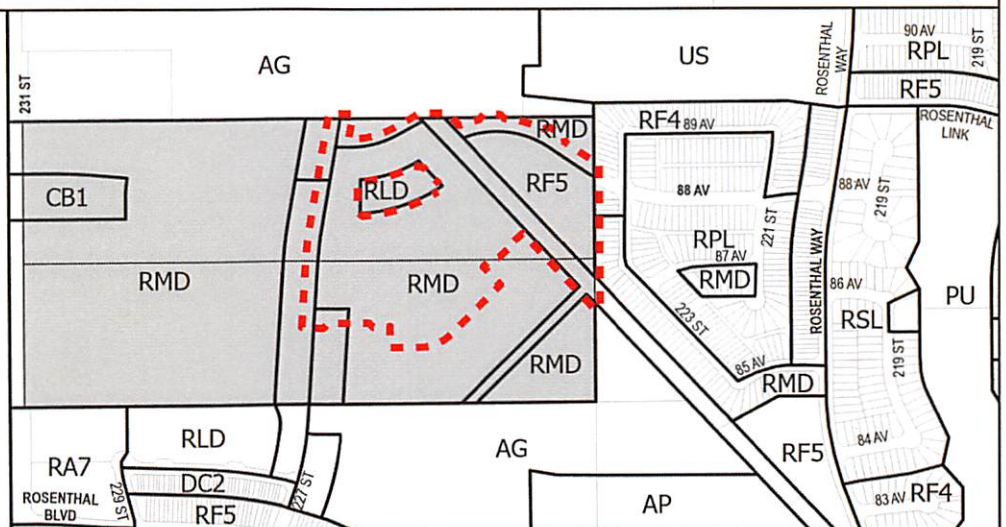 90 AV
RPL
219 ST
ROSENTHAL
WAY
US
AG
231 ST
RF5
ROSENTHAL
LINK
RMD
RF4
89 AV
CB1
RLD
RF5
88 AV
88 AV
219 ST
RPL
221 ST
87 AV
RMD
ROSENTHAL WAY
RMD
RMD
86 AV
RSL
PU
223 ST
219 ST
RMD
85 AV
RMD
RLD
AG
RF5
84 AV
RA7
DC2
227 ST
ROSENTHAL
BLVD
229 ST
RF5
AP
83 AV
RF4